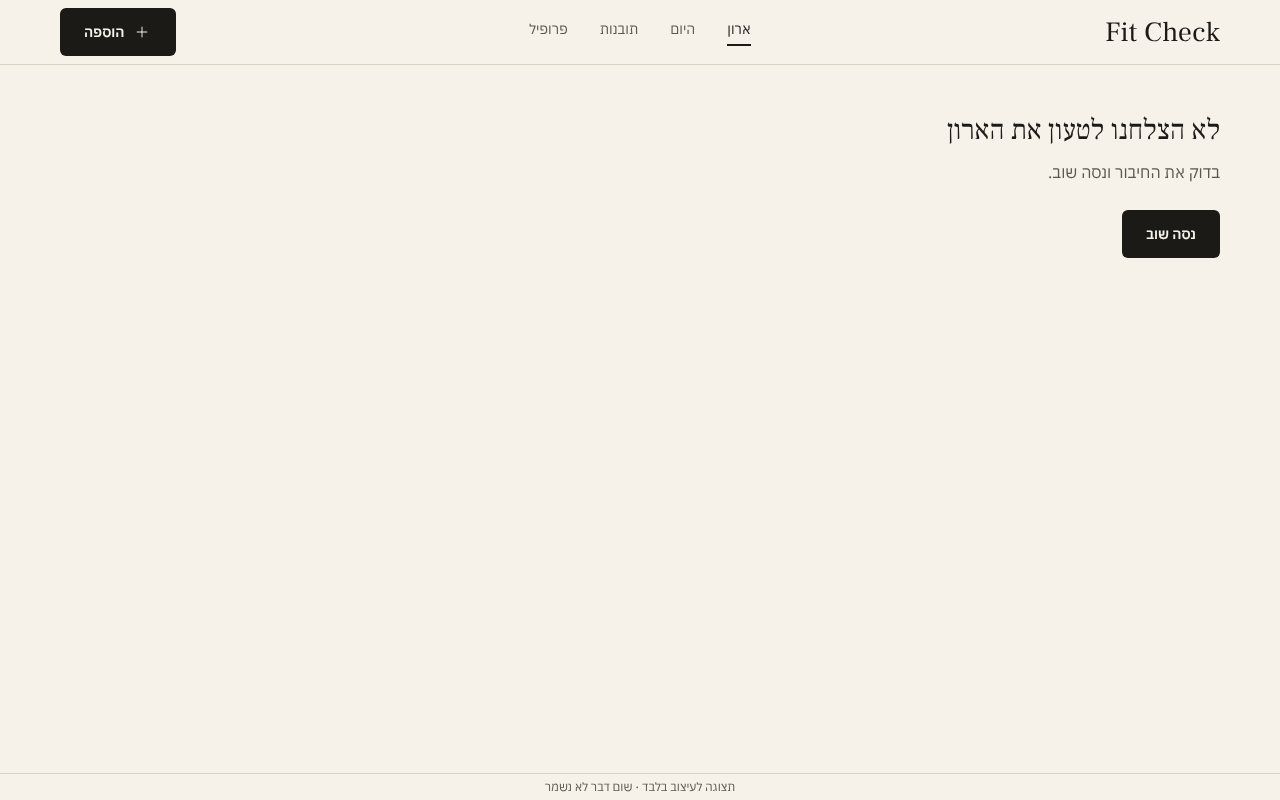 Fit Check
ארון
היום
תובנות
פרופיל
הוספה
לא הצלחנו לטעון את הארון
בדוק את החיבור ונסה שוב.
נסה שוב
תצוגה לעיצוב בלבד · שום דבר לא נשמר